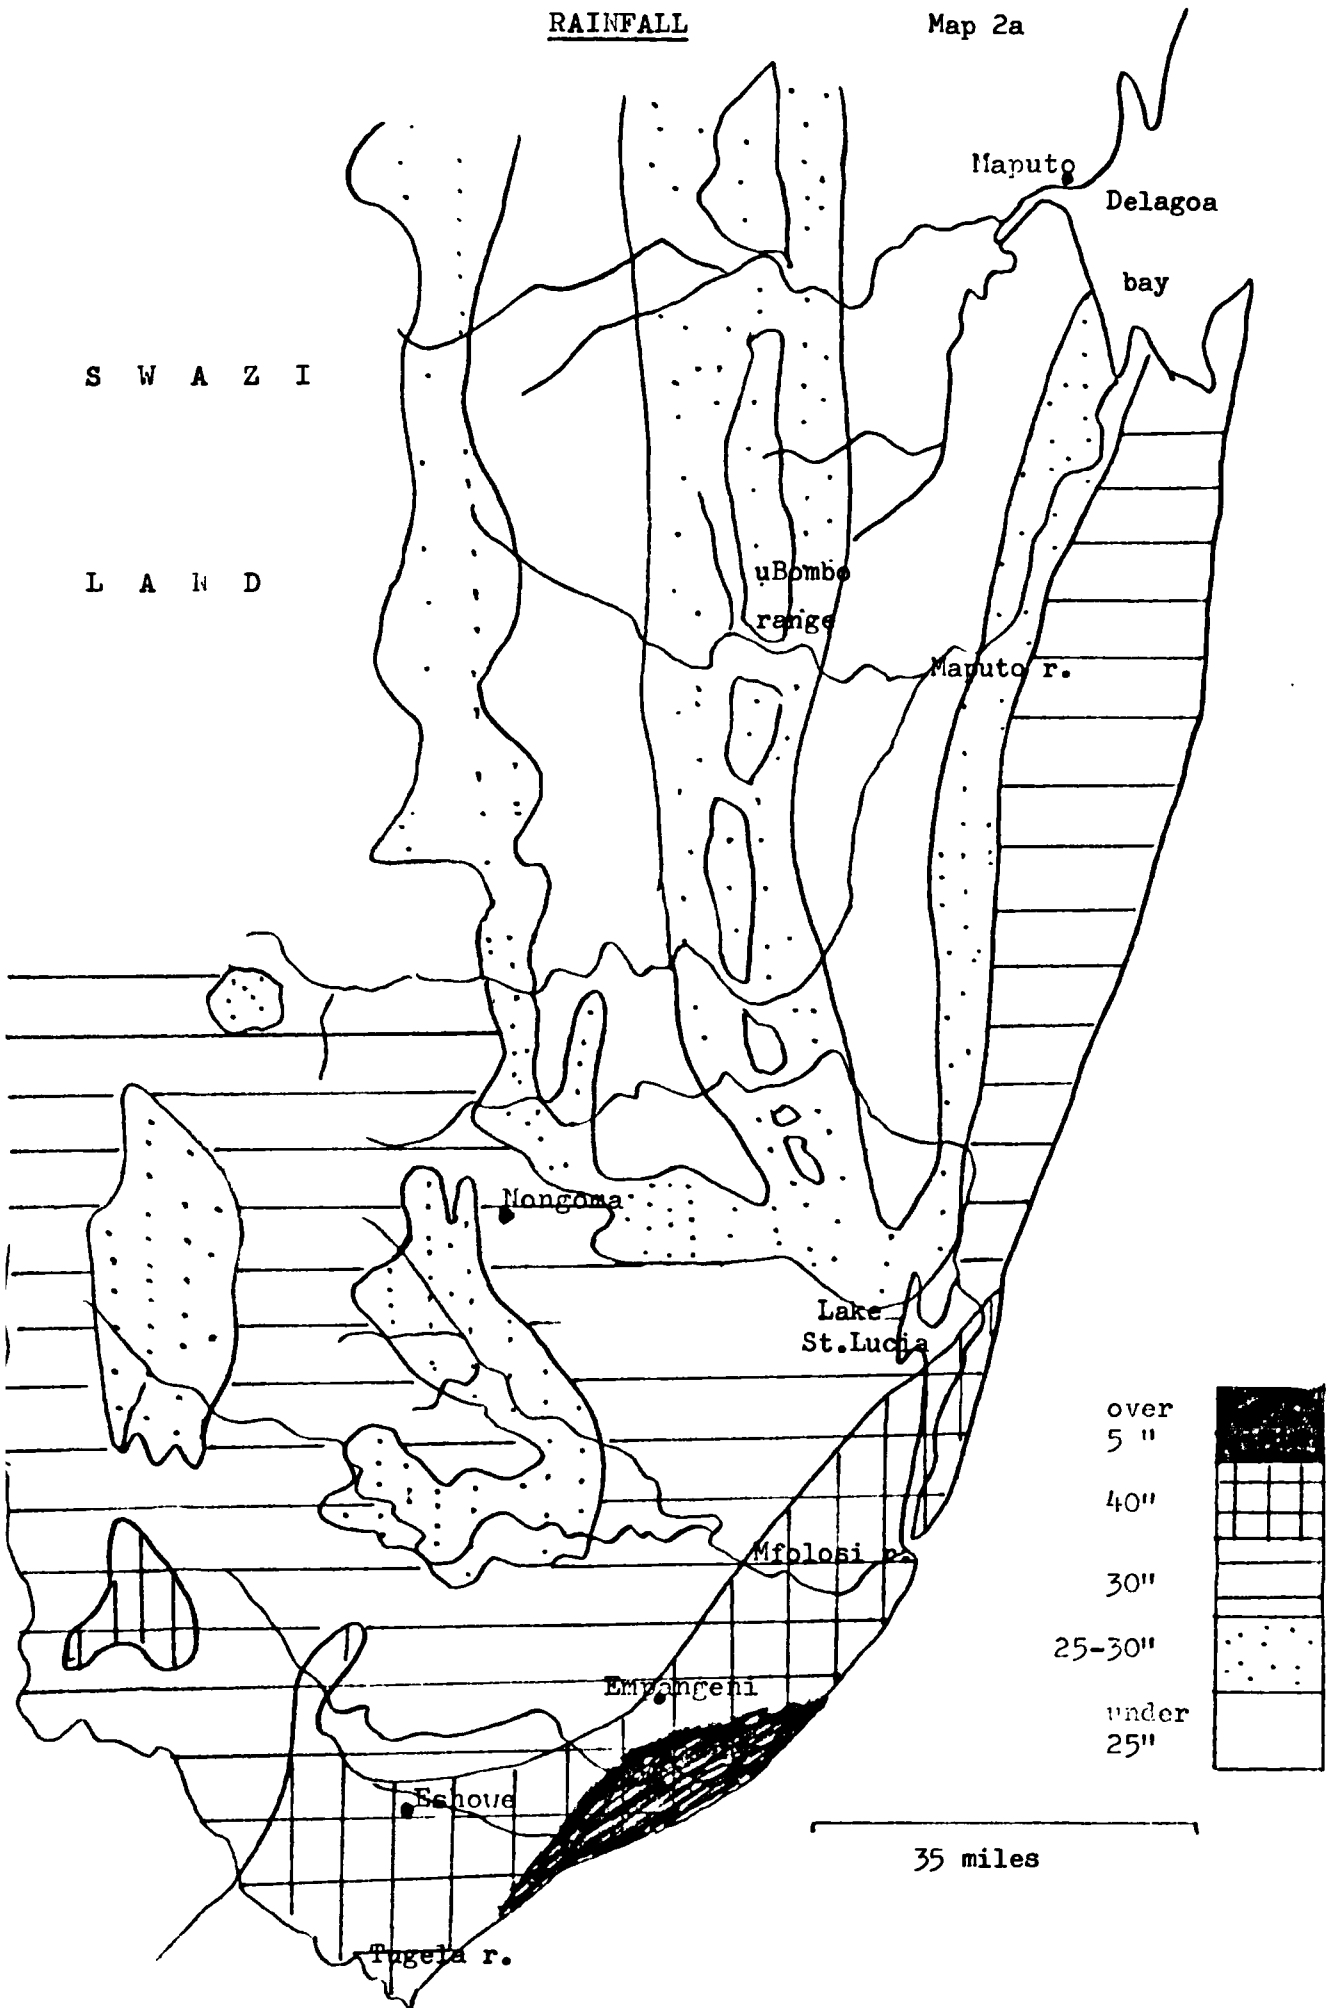 RAINFALL
Map 2a
Maputo
Delagoa
bay
S W A Z I
L A N D
uBombo
range
Maputo r.
Nongoma
Lake
St.Lucia
over
5 "
40"
Mfolosi r.
30"
25-30"
Empangeni
under
25"
Eshowe
35 miles
Tugela r.